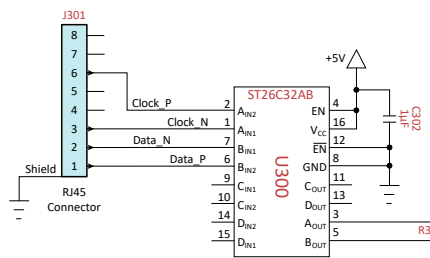 J301
8
7
6
5
4
3
2
1
Shield
RJ45
Connector
Clock_P
Clock_N
Data_N
Data_P
ST26C32AB
U300
2 AIN2
1 AIN1
7 BIN1
6 BIN2
9 CIN1
10 CIN2
14 DIN2
15 DIN1
EN 4
VCC 16
EN 12
GND 8
COUT 11
DOUT 13
AOUT 3
BOUT 5
+5V
C302
1µF
R3